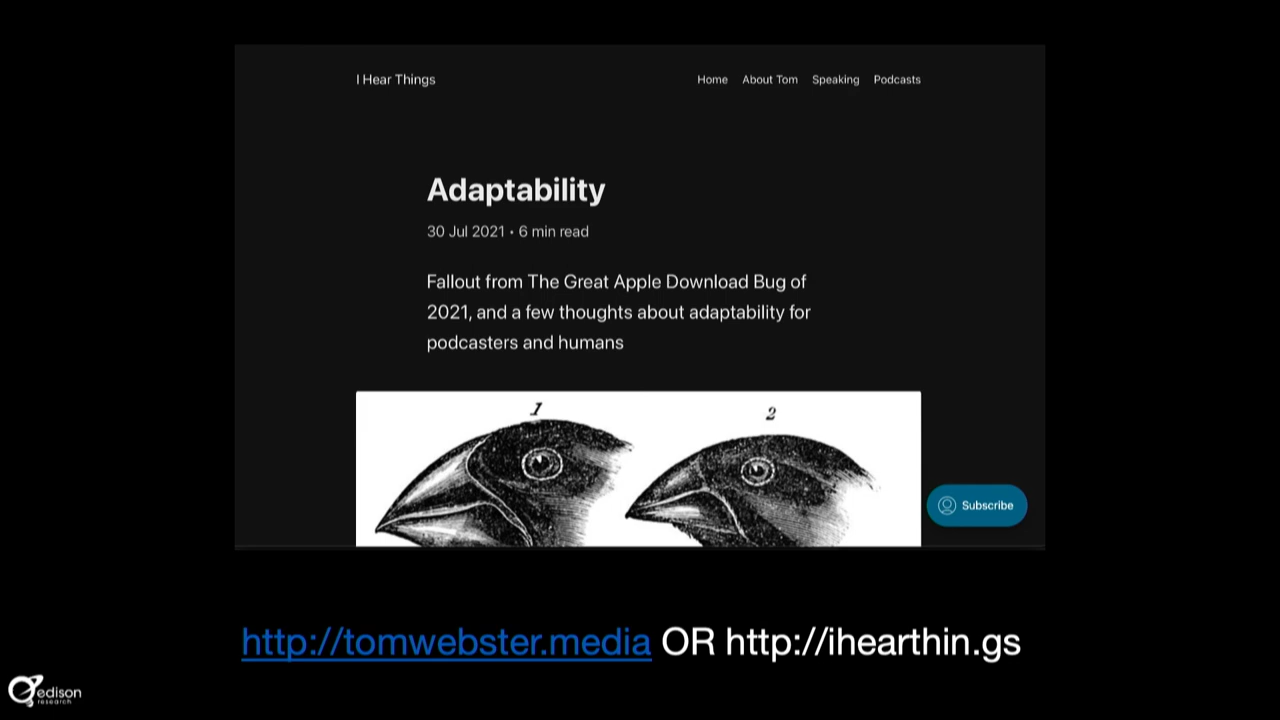 I Hear Things
Home About Tom Speaking Podcasts
Adaptability
30 Jul 2021 • 6 min read
Fallout from The Great Apple Download Bug of
2021, and a few thoughts about adaptability for
podcasters and humans
1 2
Subscribe
http://tomwebster.media OR http://ihearthin.gs
edison
research